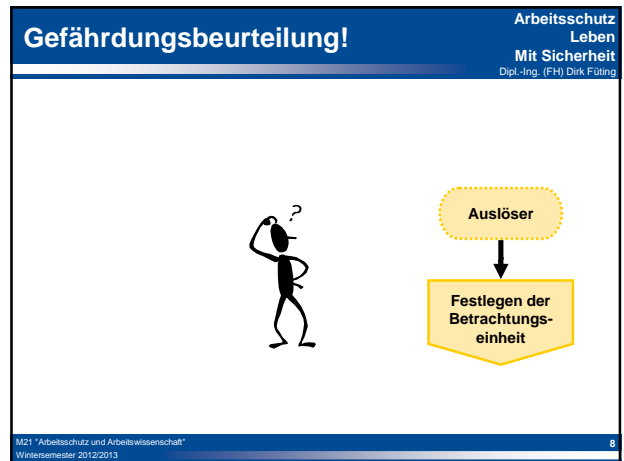 Gefährdungsbeurteilung!
Arbeitsschutz
Leben
Mit Sicherheit
Dipl.-Ing. (FH) Dirk Füting
?
Auslöser
Festlegen der
Betrachtungs-
einheit
M21 "Arbeitsschutz und Arbeitswissenschaft"
Wintersemester 2012/2013
8